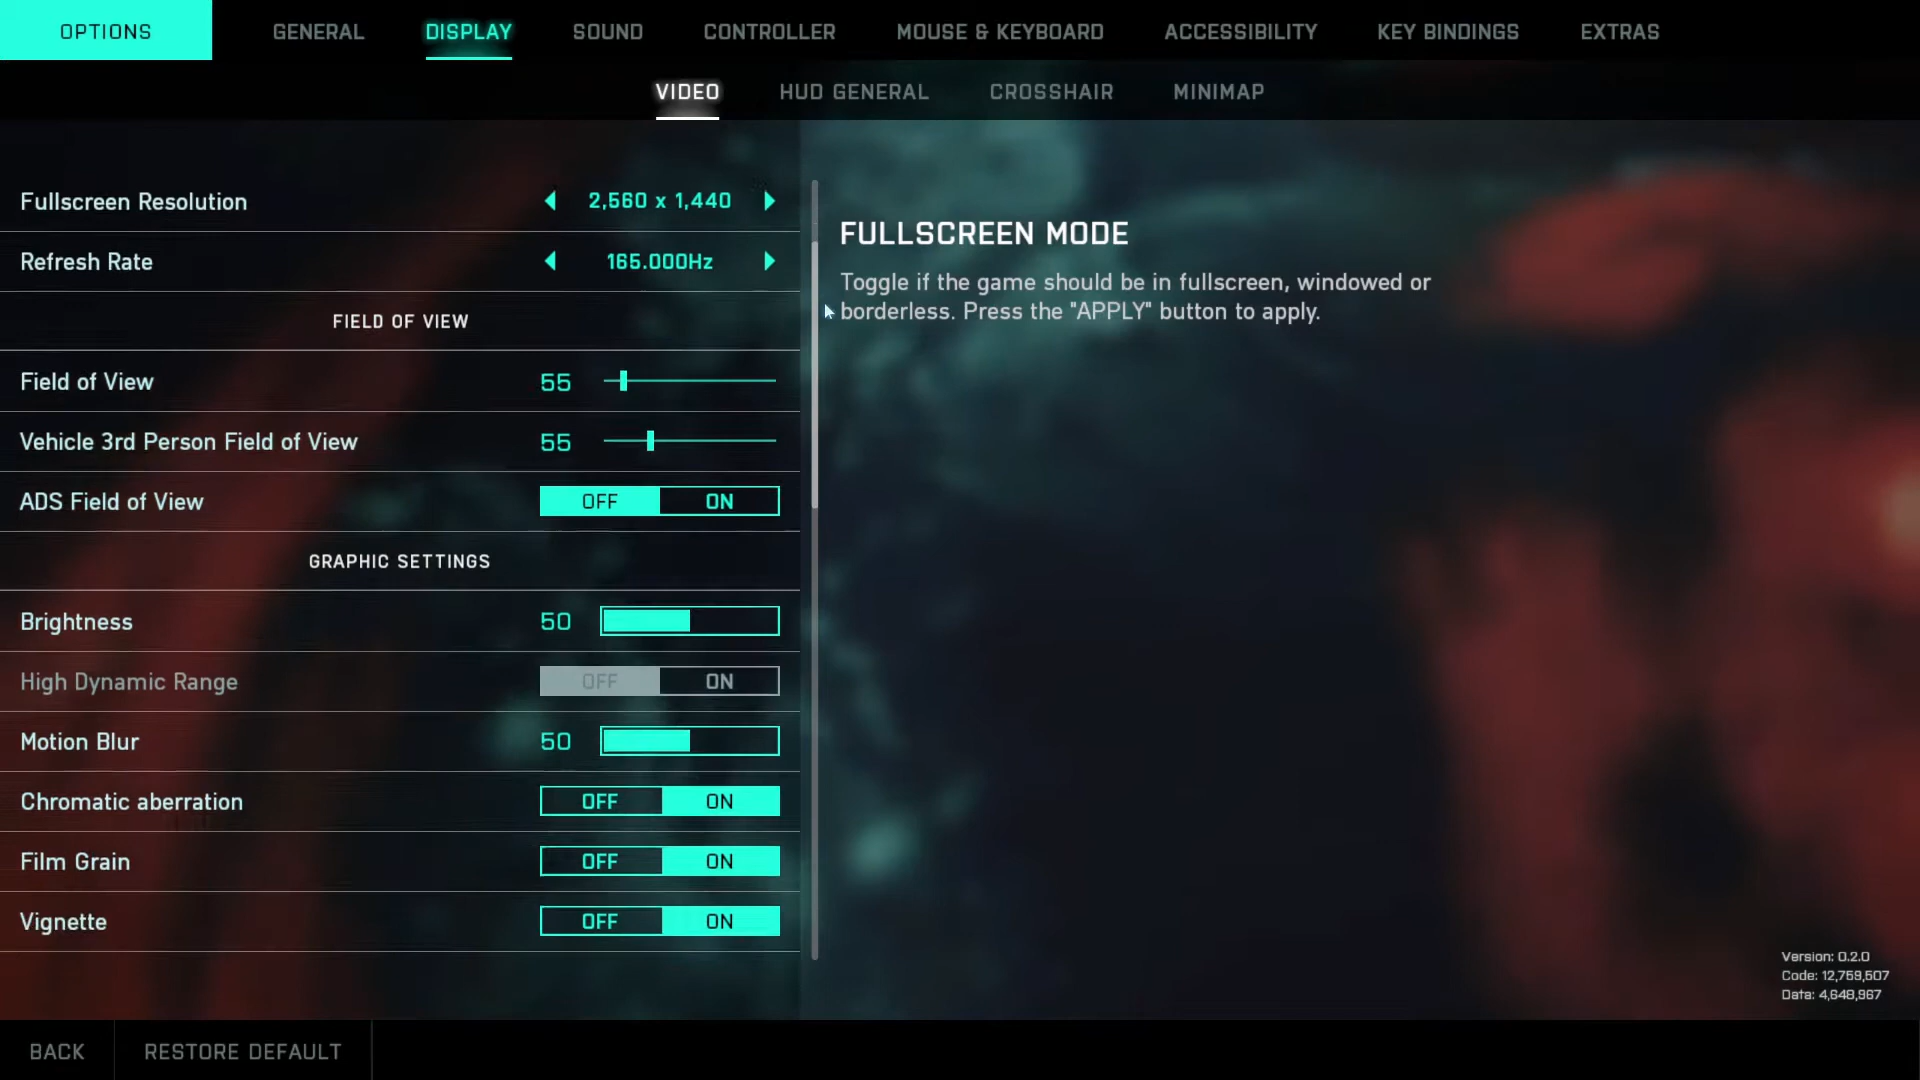 OPTIONS GENERAL DISPLAY SOUND CONTROLLER MOUSE & KEYBOARD ACCESSIBILITY KEY BINDINGS EXTRAS
VIDEO HUD GENERAL CROSSHAIR MINIMAP
Fullscreen Resolution 2,560 x 1,440
Refresh Rate 165.000Hz
FIELD OF VIEW
Field of View 55
Vehicle 3rd Person Field of View 55
ADS Field of View OFF ON
GRAPHIC SETTINGS
Brightness 50
High Dynamic Range OFF ON
Motion Blur 50
Chromatic aberration OFF ON
Film Grain OFF ON
Vignette OFF ON
FULLSCREEN MODE
Toggle if the game should be in fullscreen, windowed or
borderless. Press the "APPLY" button to apply.
Version: 0.2.0
Code: 12,759,507
Data: 4,648,967
BACK RESTORE DEFAULT